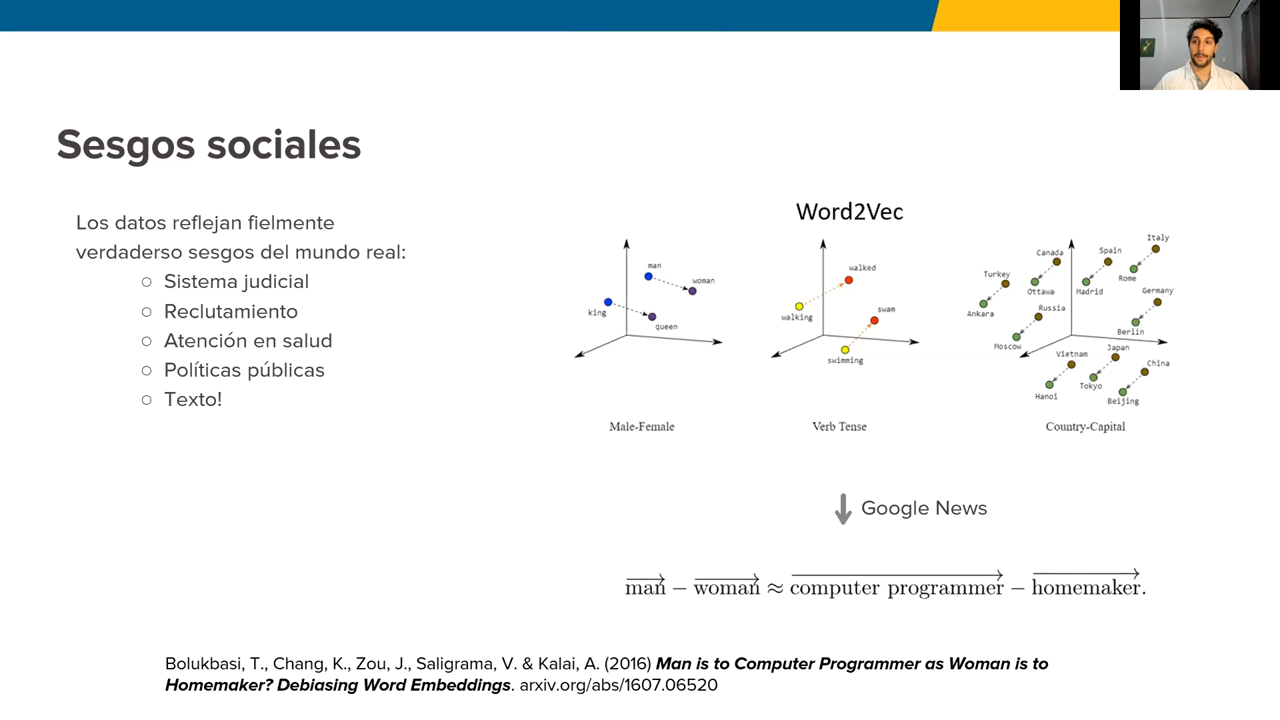 Sesgos sociales
Los datos reflejan fielmente
verdaderso sesgos del mundo real:
○ Sistema judicial
○ Reclutamiento
○ Atención en salud
○ Políticas públicas
○ Texto!
Word2Vec
man
woman
king
queen
Male-Female
walked
walking
swam
swimming
Verb Tense
Italy
Canada
Spain
Rome
Turkey
Ottawa
Madrid
Germany
Ankara
Russia
Berlin
Moscow
Vietnam
Japan
China
Tokyo
Hanoi
Beijing
Country-Capital
Google News
man − woman ≈ computer programmer − homemaker.
Bolukbasi, T., Chang, K., Zou, J., Saligrama, V. & Kalai, A. (2016) Man is to Computer Programmer as Woman is to
Homemaker? Debiasing Word Embeddings. arxiv.org/abs/1607.06520